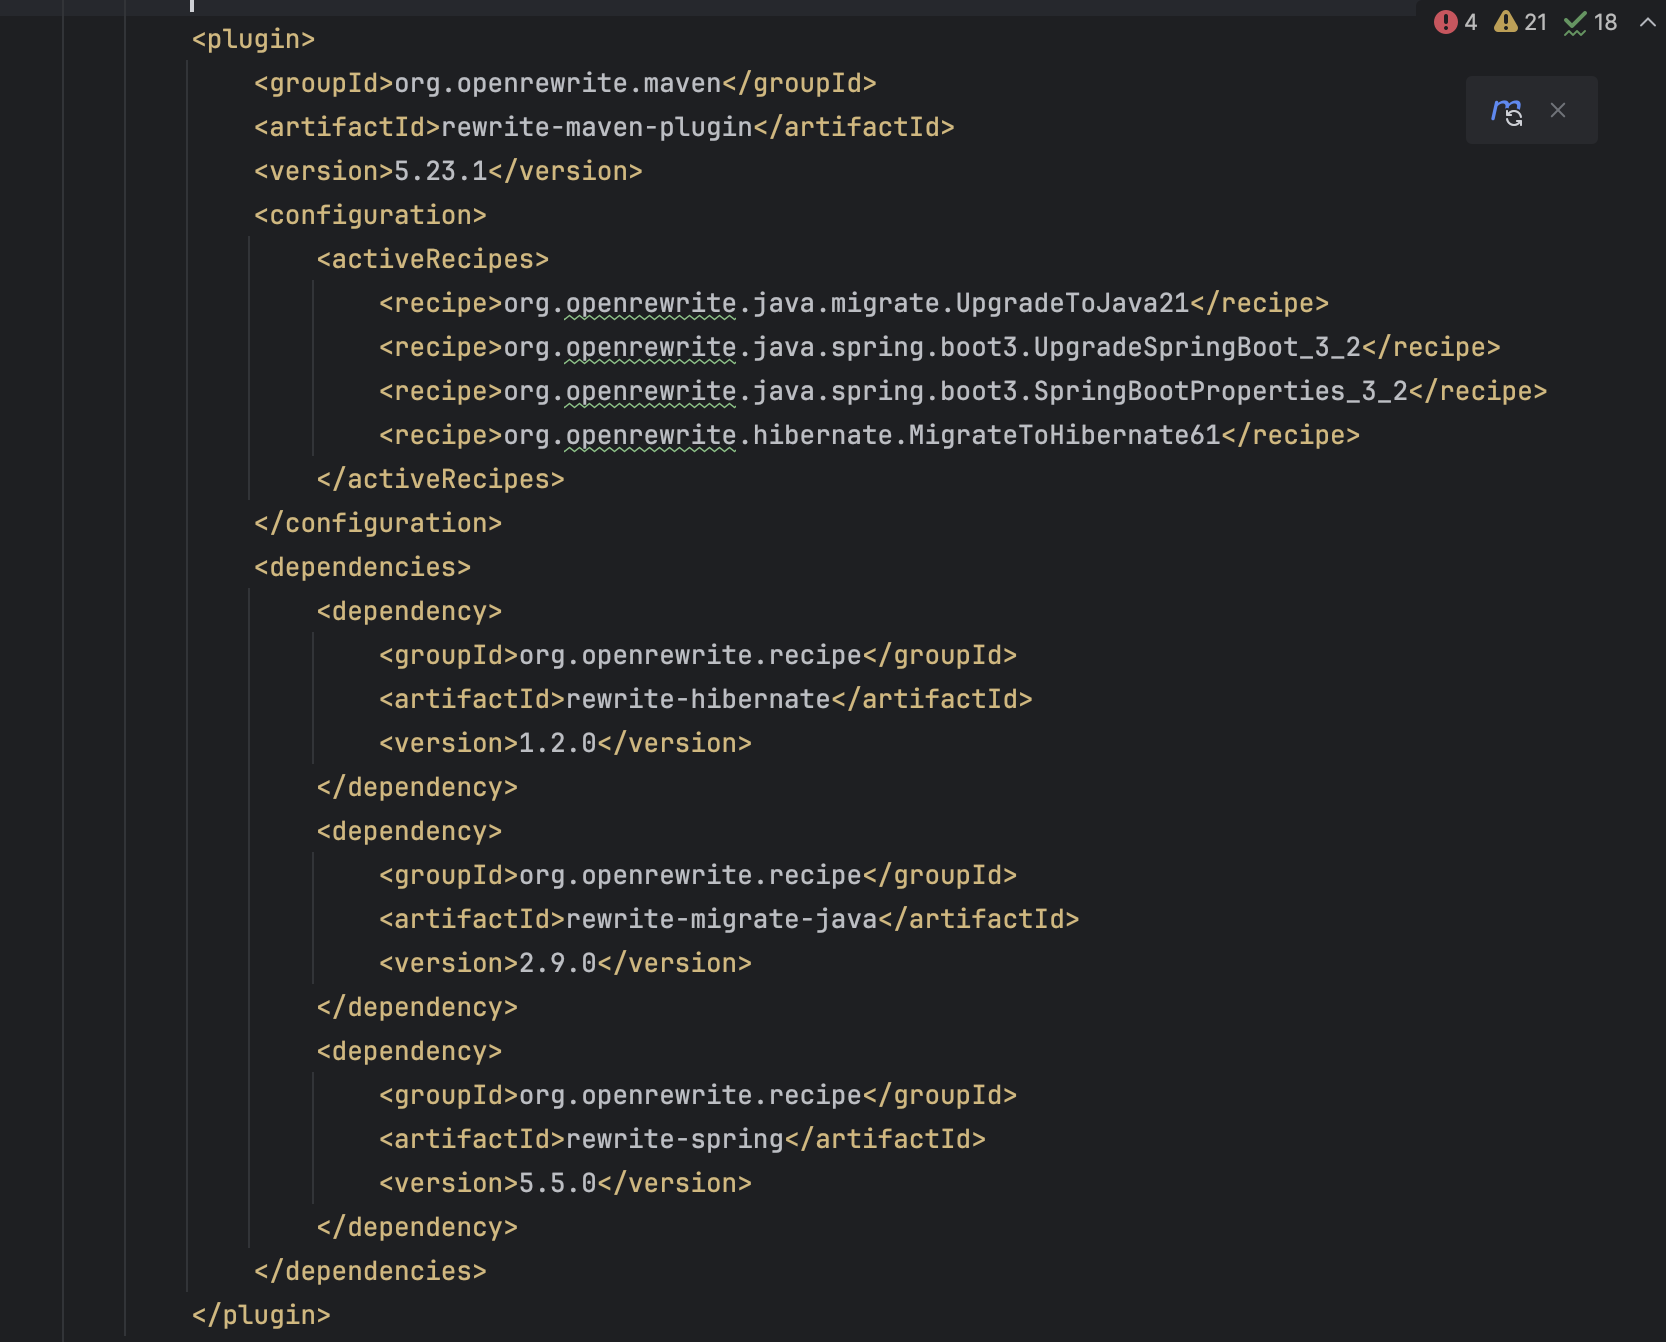 4 21 18
<plugin>
<groupId>org.openrewrite.maven</groupId>
<artifactId>rewrite-maven-plugin</artifactId>
<version>5.23.1</version>
<configuration>
<activeRecipes>
<recipe>org.openrewrite.java.migrate.UpgradeToJava21</recipe>
<recipe>org.openrewrite.java.spring.boot3.UpgradeSpringBoot_3_2</recipe>
<recipe>org.openrewrite.java.spring.boot3.SpringBootProperties_3_2</recipe>
<recipe>org.openrewrite.hibernate.MigrateToHibernate61</recipe>
</activeRecipes>
</configuration>
<dependencies>
<dependency>
<groupId>org.openrewrite.recipe</groupId>
<artifactId>rewrite-hibernate</artifactId>
<version>1.2.0</version>
</dependency>
<dependency>
<groupId>org.openrewrite.recipe</groupId>
<artifactId>rewrite-migrate-java</artifactId>
<version>2.9.0</version>
</dependency>
<dependency>
<groupId>org.openrewrite.recipe</groupId>
<artifactId>rewrite-spring</artifactId>
<version>5.5.0</version>
</dependency>
</dependencies>
</plugin>